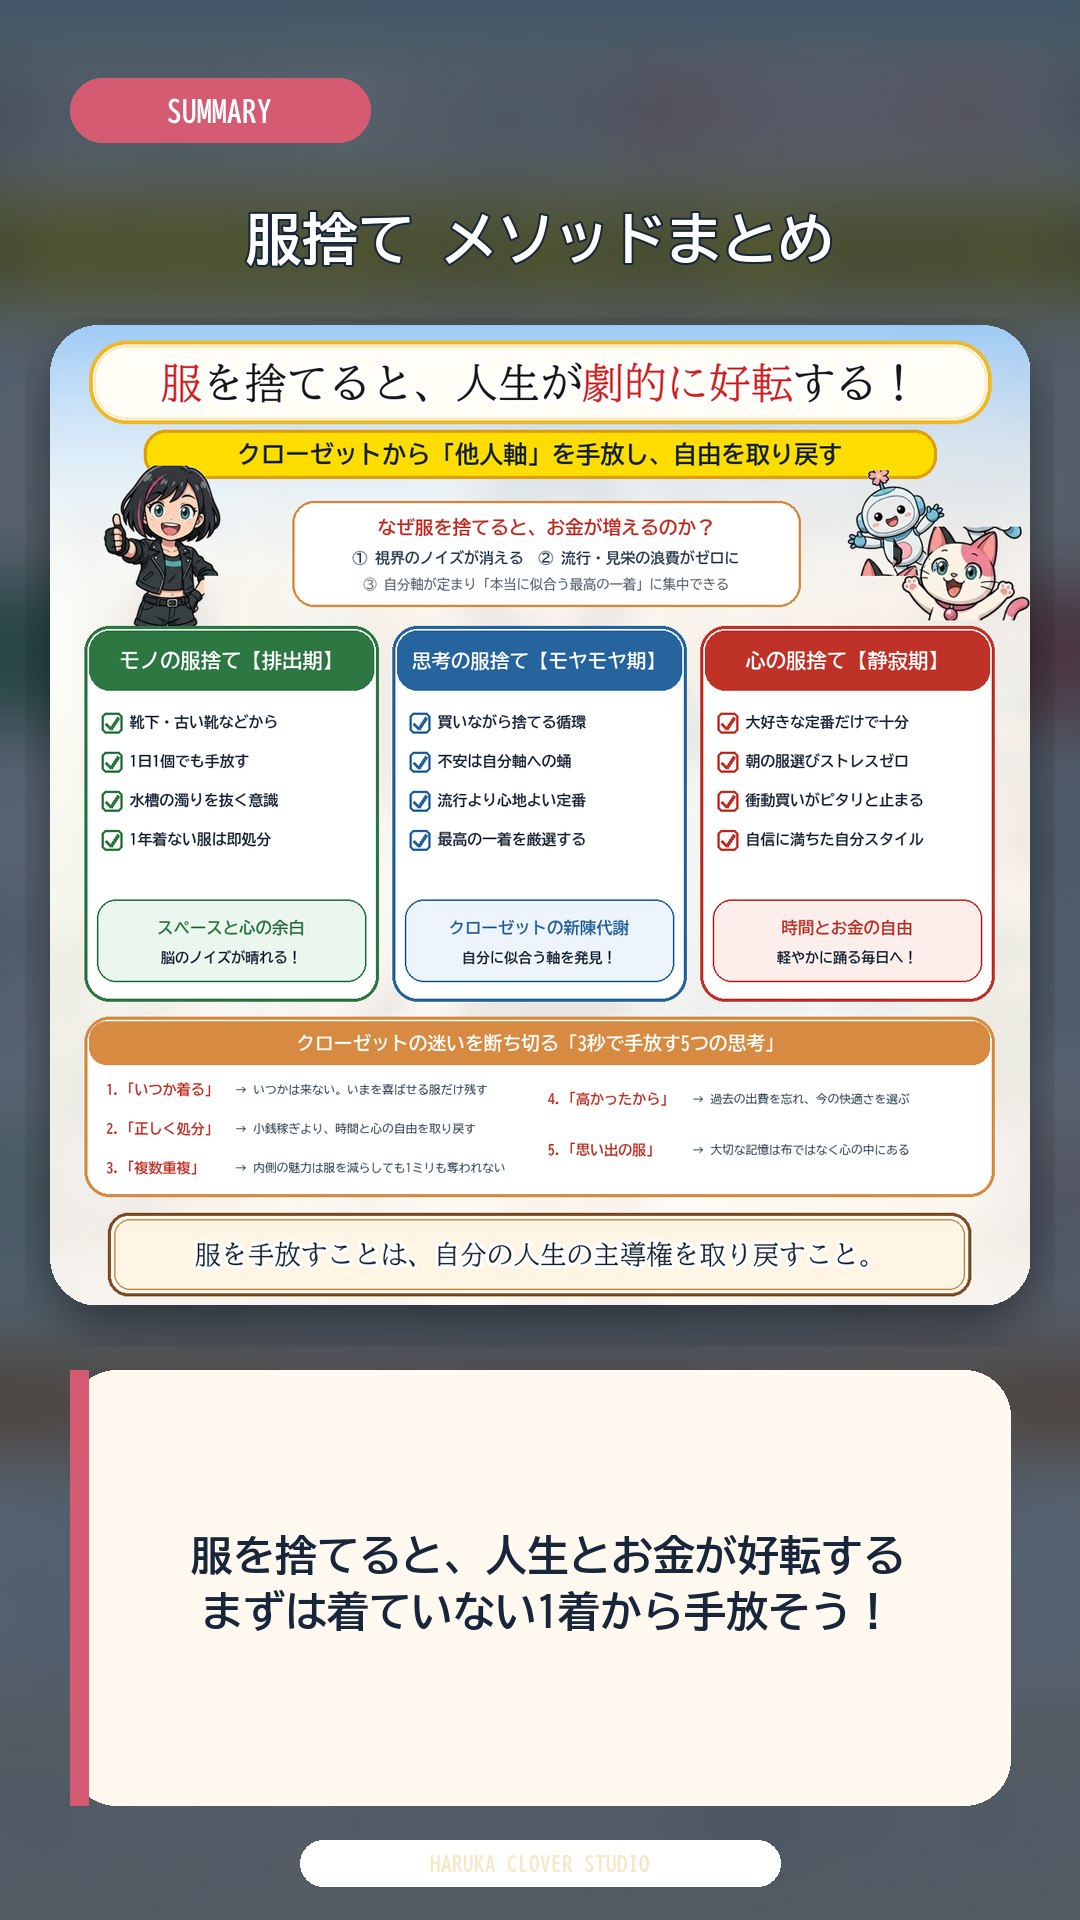 SUMMARY
服捨て メソッドまとめ
服を捨てると、人生が劇的に好転する！
クローゼットから「他人軸」を手放し、自由を取り戻す
なぜ服を捨てると、お金が増えるのか？
① 視界のノイズが消える ② 流行・見栄の浪費がゼロに
③ 自分軸が定まり「本当に似合う最高の一着」に集中できる
モノの服捨て【排出期】
靴下・古い靴などから
1日1個でも手放す
水槽の濁りを抜く意識
1年着ない服は即処分
スペースと心の余白
脳のノイズが晴れる！
思考の服捨て【モヤモヤ期】
買いながら捨てる循環
不安は自分軸への蛹
流行より心地よい定番
最高の一着を厳選する
クローゼットの新陳代謝
自分に似合う軸を発見！
心の服捨て【静寂期】
大好きな定番だけで十分
朝の服選びストレスゼロ
衝動買いがピタリと止まる
自信に満ちた自分スタイル
時間とお金の自由
軽やかに踊る毎日へ！
クローゼットの迷いを断ち切る「3秒で手放す5つの思考」
1.「いつか着る」 → いつかは来ない。いまを喜ばせる服だけ残す
2.「正しく処分」 → 小銭稼ぎより、時間と心の自由を取り戻す
3.「複数重複」 → 内側の魅力は服を減らしても1ミリも奪われない
4.「高かったから」 → 過去の出費を忘れ、今の快適さを選ぶ
5.「思い出の服」 → 大切な記憶は布ではなく心の中にある
服を手放すことは、自分の人生の主導権を取り戻すこと。
服を捨てると、人生とお金が好転する
まずは着ていない1着から手放そう！
HARUKA CLOVER STUDIO